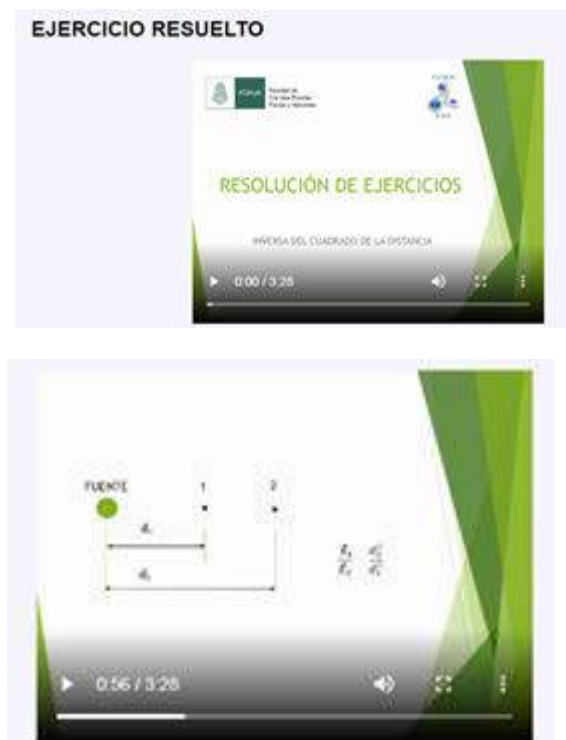 EJERCICIO RESUELTO
RESOLUCIÓN DE EJERCICIOS
INVERSA DEL CUADRADO DE LA DISTANCIA
0:00 / 3:28
FUENTE 1 2
0:56 / 3:28